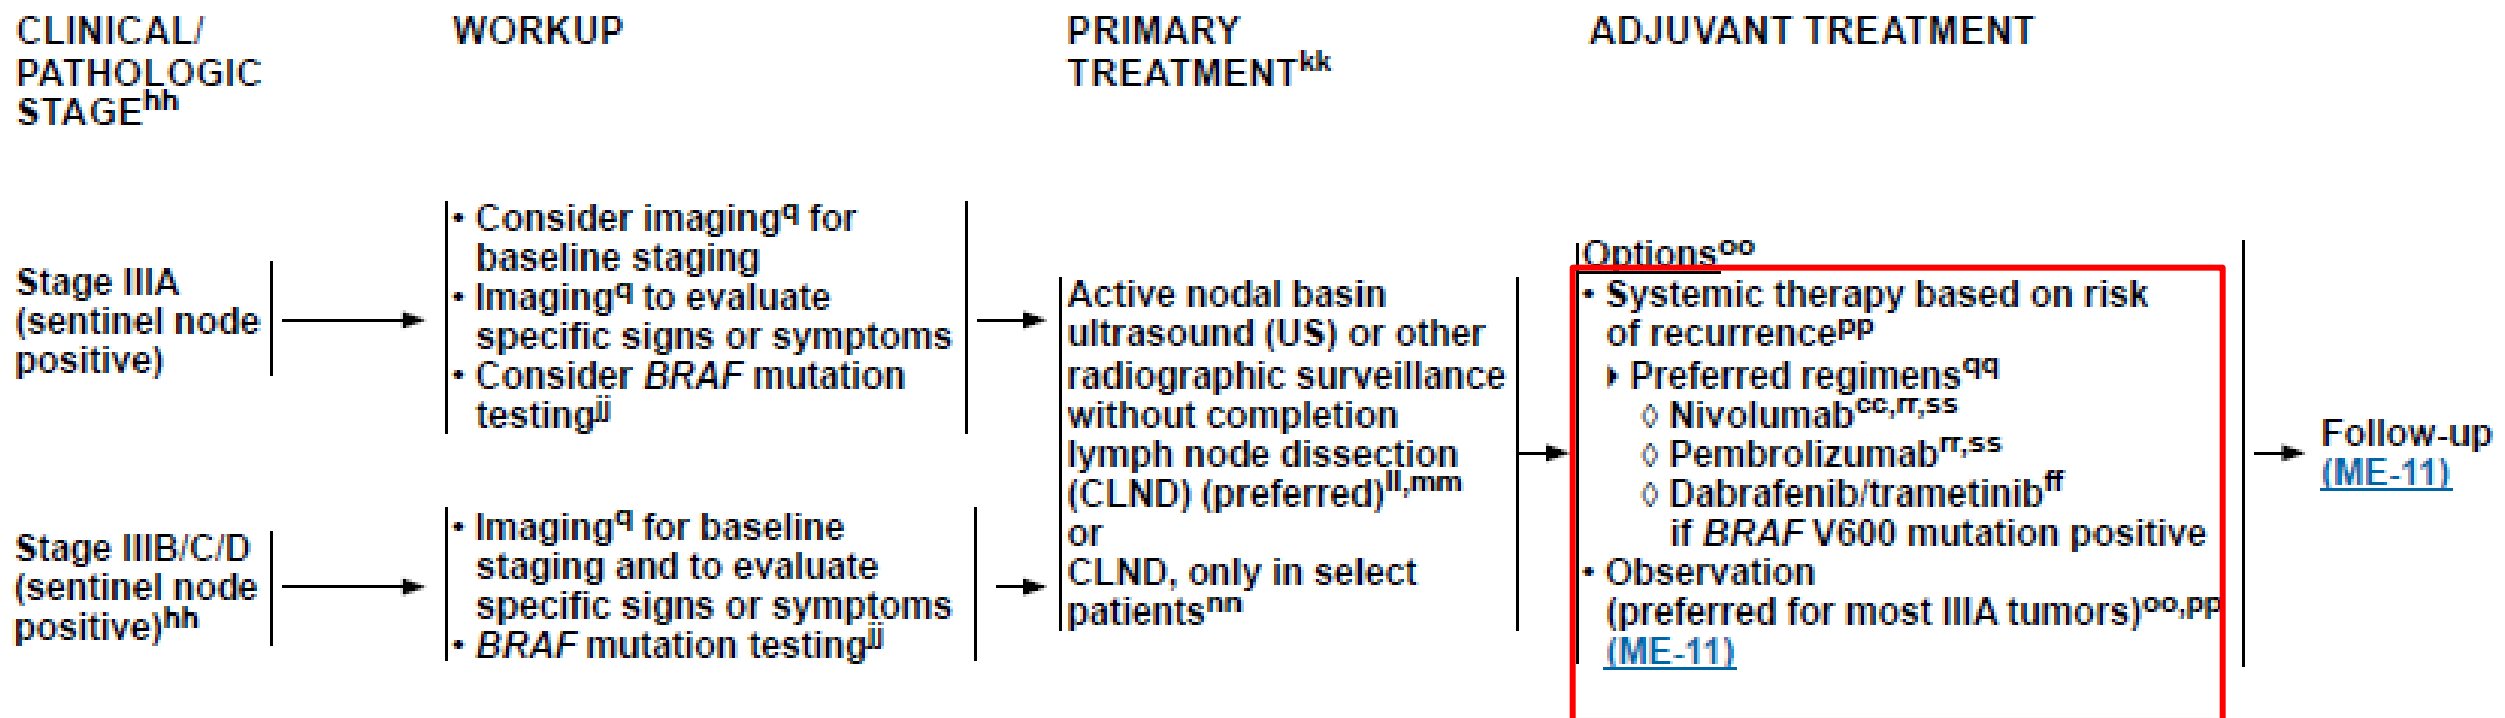 CLINICAL/
PATHOLOGIC
STAGEhh
WORKUP
PRIMARY
TREATMENTkk
ADJUVANT TREATMENT
Stage IIIA
(sentinel node
positive)
• Consider imagingq for
baseline staging
• Imagingq to evaluate
specific signs or symptoms
• Consider BRAF mutation
testingjj
Stage IIIB/C/D
(sentinel node
positive)hh
• Imagingq for baseline
staging and to evaluate
specific signs or symptoms
• BRAF mutation testingjj
Active nodal basin
ultrasound (US) or other
radiographic surveillance
without completion
lymph node dissection
(CLND) (preferred)ll,mm
or
CLND, only in select
patientsnn
Optionsoo
• Systemic therapy based on risk
of recurrencepp
▸ Preferred regimensqq
◊ Nivolumabcc,rr,ss
◊ Pembrolizumabrr,ss
◊ Dabrafenib/trametinibff
if BRAF V600 mutation positive
• Observation
(preferred for most IIIA tumors)oo,pp
(ME-11)
Follow-up
(ME-11)